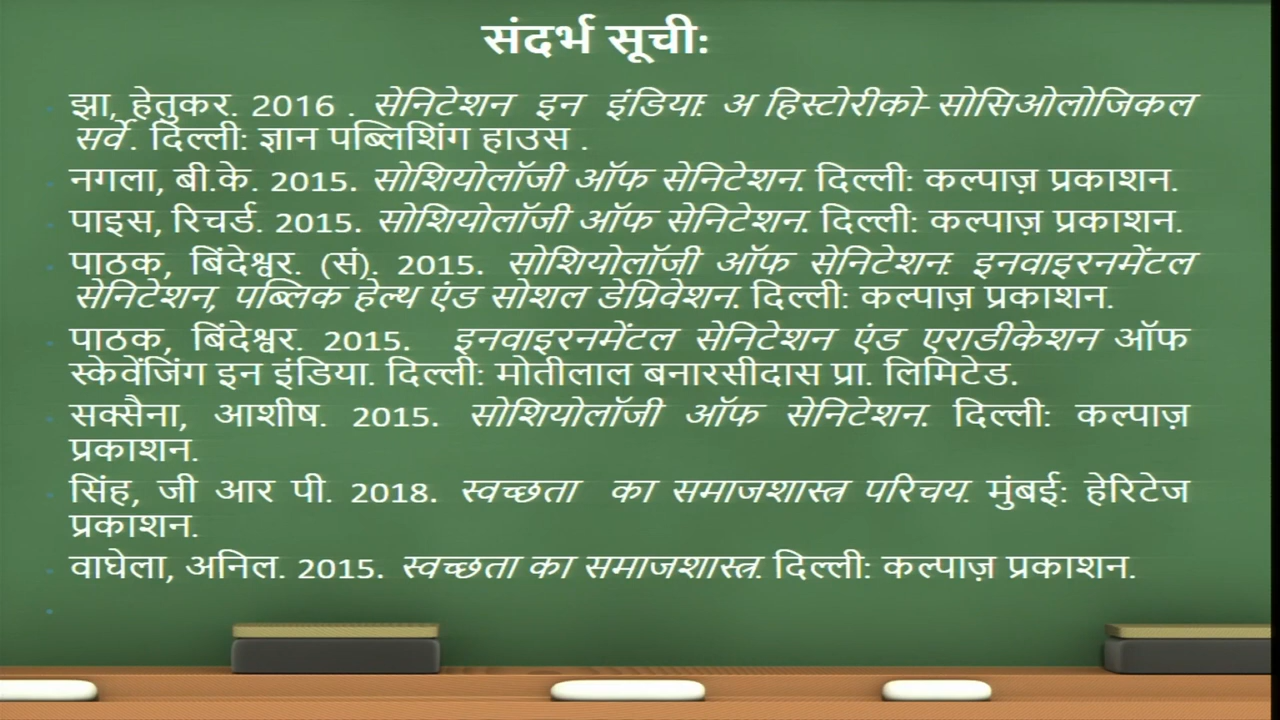 संदर्भ सूची:
झा, हेतुकर. 2016 . सेनिटेशन इन इंडिया: अ हिस्टोरीको- सोसिओलोजिकल
सर्वे . दिल्ली: ज्ञान पब्लिशिंग हाउस .
नगला, बी.के. 2015. सोशियोलॉजी ऑफ सेनिटेशन. दिल्ली: कल्पाज़ प्रकाशन.
पाइस, रिचर्ड. 2015. सोशियोलॉजी ऑफ सेनिटेशन. दिल्ली: कल्पाज़ प्रकाशन.
पाठक, बिंदेश्वर. (सं). 2015. सोशियोलॉजी ऑफ सेनिटेशन: इनवाइरनमेंटल
सेनिटेशन, पब्लिक हेल्थ एंड सोशल डेप्रिवेशन. दिल्ली: कल्पाज़ प्रकाशन.
पाठक, बिंदेश्वर. 2015. इनवाइरनमेंटल सेनिटेशन एंड एराडीकेशन ऑफ
स्केवेंजिंग इन इंडिया. दिल्ली: मोतीलाल बनारसीदास प्रा. लिमिटेड.
सक्सैना, आशीष. 2015. सोशियोलॉजी ऑफ सेनिटेशन. दिल्ली: कल्पाज़
प्रकाशन.
सिंह, जी आर पी. 2018. स्वच्छता का समाजशास्त्र परिचय. मुंबई: हेरिटेज
प्रकाशन.
वाघेला, अनिल. 2015. स्वच्छता का समाजशास्त्र. दिल्ली: कल्पाज़ प्रकाशन.